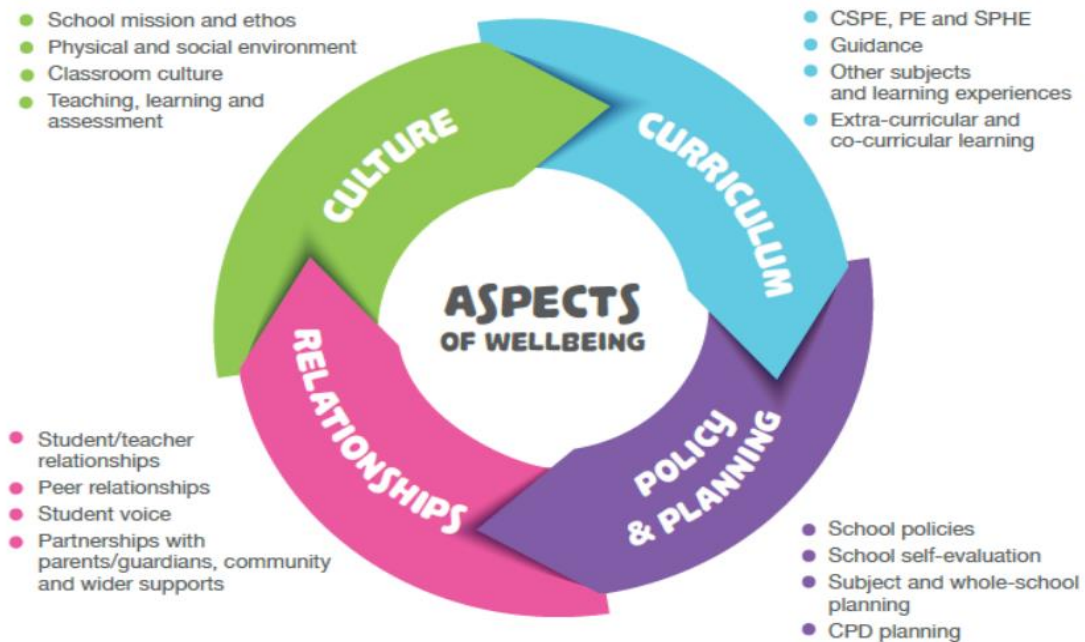 School mission and ethos
Physical and social environment
Classroom culture
Teaching, learning and
assessment
CSPE, PE and SPHE
Guidance
Other subjects
and learning experiences
Extra-curricular and
co-curricular learning
CULTURE
CURRICULUM
ASPECTS
OF WELLBEING
RELATIONSHIPS
POLICY
& PLANNING
Student/teacher
relationships
Peer relationships
Student voice
Partnerships with
parents/guardians, community
and wider supports
School policies
School self-evaluation
Subject and whole-school
planning
CPD planning